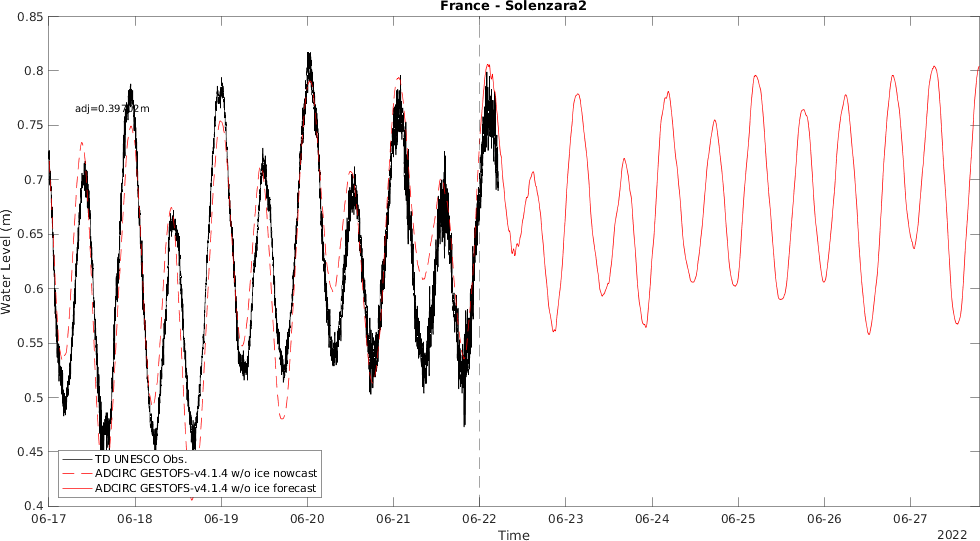 France - Solenzara2
0.85
0.8
0.75
0.7
0.65
0.6
0.55
0.5
0.45
0.4
Water Level (m)
TD UNESCO Obs.
ADCIRC GESTOFS-v4.1.4 w/o ice nowcast
ADCIRC GESTOFS-v4.1.4 w/o ice forecast
06-17 06-18 06-19 06-20 06-21 06-22 06-23 06-24 06-25 06-26 06-27
Time
2022